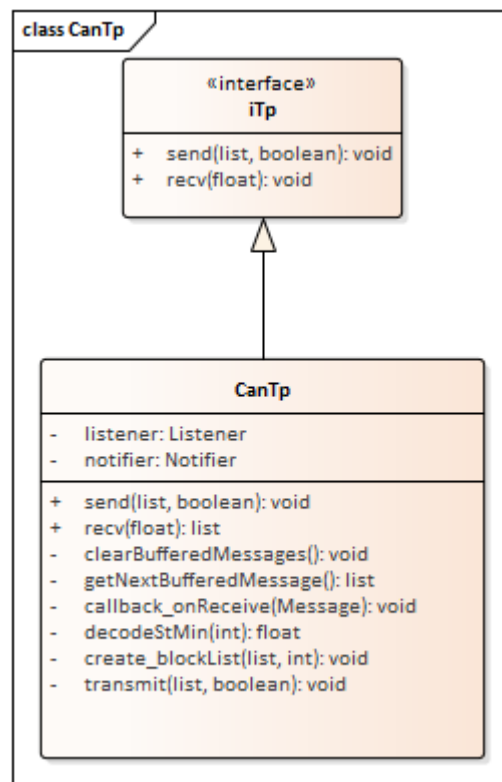 class CanTp
«interface»
iTp
+ send(list, boolean): void
+ recv(float): void
CanTp
- listener: Listener
- notifier: Notifier
+ send(list, boolean): void
+ recv(float): list
- clearBufferedMessages(): void
- getNextBufferedMessage(): list
- callback_onReceive(Message): void
- decodeStMin(int): float
- create_blockList(list, int): void
- transmit(list, boolean): void